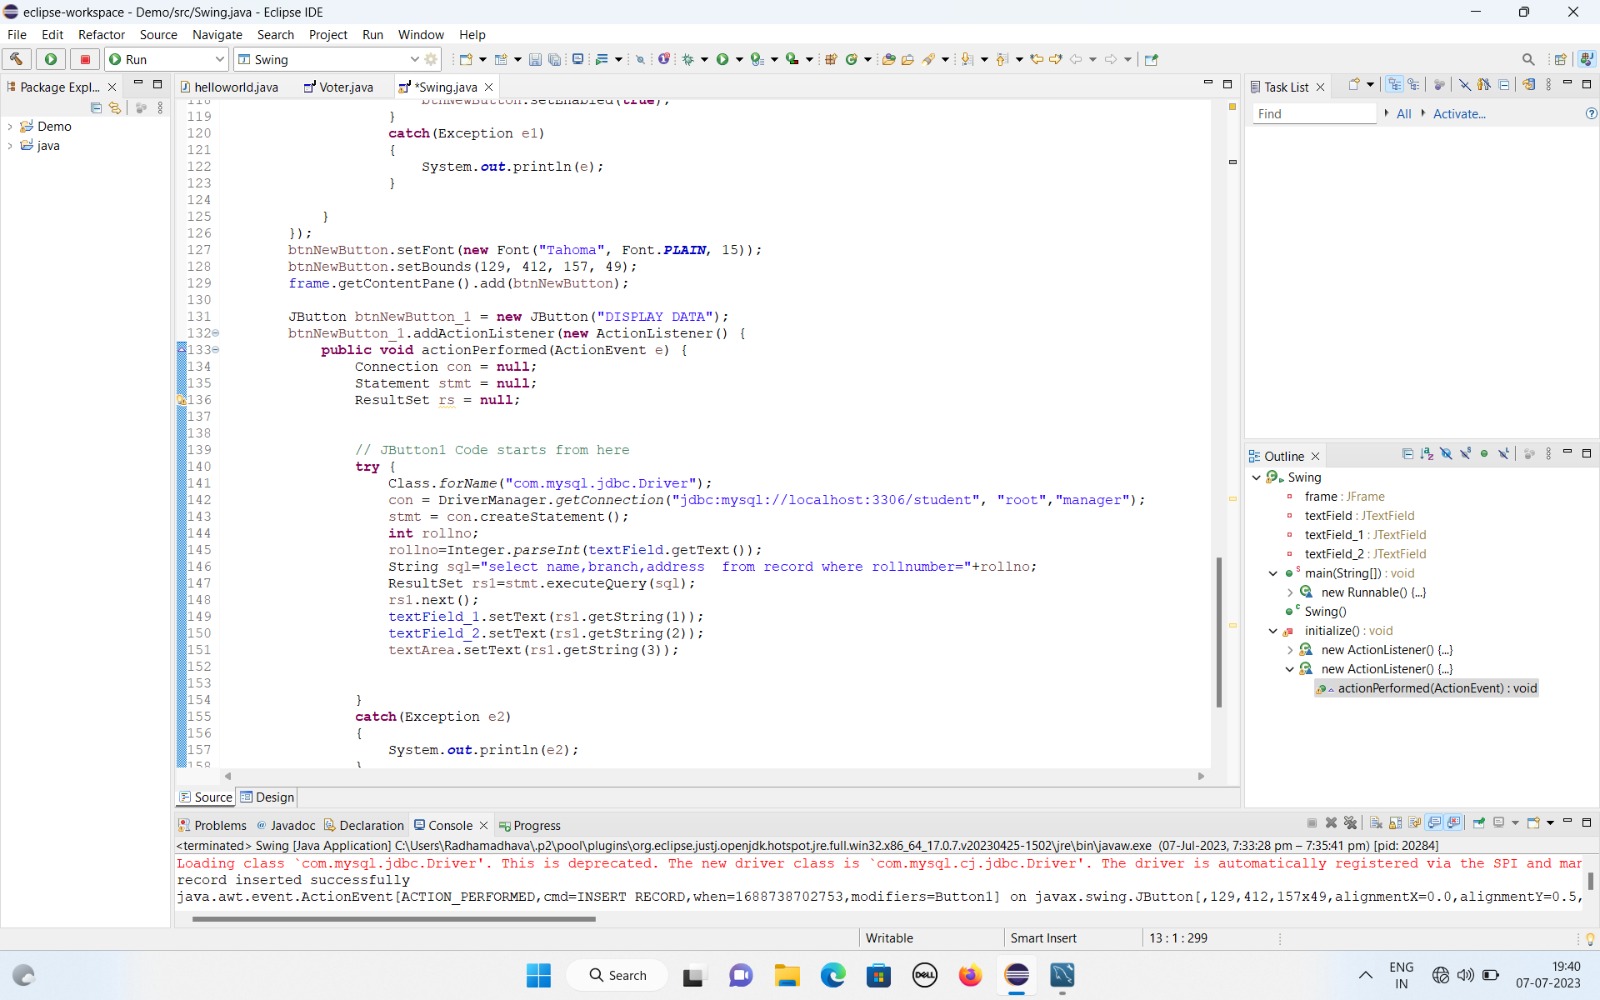 eclipse-workspace - Demo/src/Swing.java - Eclipse IDE
File Edit Refactor Source Navigate Search Project Run Window Help
Run
Swing
Package Expl...
Demo
java
helloworld.java
Voter.java
*Swing.java
118 btnNewButton.setEnabled(true);
119 }
120 catch(Exception e1)
121 {
122 System.out.println(e);
123 }
124
125 }
126 });
127 btnNewButton.setFont(new Font("Tahoma", Font.PLAIN, 15));
128 btnNewButton.setBounds(129, 412, 157, 49);
129 frame.getContentPane().add(btnNewButton);
130
131 JButton btnNewButton_1 = new JButton("DISPLAY DATA");
132 btnNewButton_1.addActionListener(new ActionListener() {
133 public void actionPerformed(ActionEvent e) {
134 Connection con = null;
135 Statement stmt = null;
136 ResultSet rs = null;
137
138
139 // JButton1 Code starts from here
140 try {
141 Class.forName("com.mysql.jdbc.Driver");
142 con = DriverManager.getConnection("jdbc:mysql://localhost:3306/student", "root","manager");
143 stmt = con.createStatement();
144 int rollno;
145 rollno=Integer.parseInt(textField.getText());
146 String sql="select name,branch,address  from record where rollnumber="+rollno;
147 ResultSet rs1=stmt.executeQuery(sql);
148 rs1.next();
149 textField_1.setText(rs1.getString(1));
150 textField_2.setText(rs1.getString(2));
151 textArea.setText(rs1.getString(3));
152
153
154 }
155 catch(Exception e2)
156 {
157 System.out.println(e2);
158 }
Source Design
Task List
Find All Activate...
Outline
Swing
frame : JFrame
textField : JTextField
textField_1 : JTextField
textField_2 : JTextField
main(String[]) : void
new Runnable() {...}
Swing()
initialize() : void
new ActionListener() {...}
new ActionListener() {...}
actionPerformed(ActionEvent) : void
Problems Javadoc Declaration Console Progress
<terminated> Swing [Java Application] C:\Users\Radhamadhava\.p2\pool\plugins\org.eclipse.justj.openjdk.hotspot.jre.full.win32.x86_64_17.0.7.v20230425-1502\jre\bin\javaw.exe (07-Jul-2023, 7:33:28 pm – 7:35:41 pm) [pid: 20284]
Loading class `com.mysql.jdbc.Driver'. This is deprecated. The new driver class is `com.mysql.cj.jdbc.Driver'. The driver is automatically registered via the SPI and mar
record inserted successfully
java.awt.event.ActionEvent[ACTION_PERFORMED,cmd=INSERT RECORD,when=1688738702753,modifiers=Button1] on javax.swing.JButton[,129,412,157x49,alignmentX=0.0,alignmentY=0.5,
Writable Smart Insert 13 : 1 : 299
Search
DELL
ENG
IN
19:40
07-07-2023